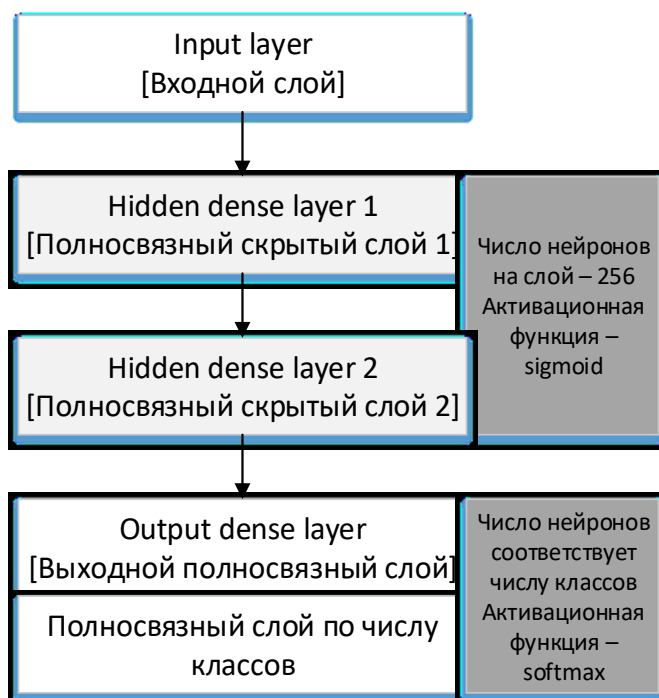 Input layer
[Входной слой]
Hidden dense layer 1
[Полносвязный скрытый слой 1]
Число нейронов
на слой – 256
Активационная
функция –
sigmoid
Hidden dense layer 2
[Полносвязный скрытый слой 2]
Output dense layer
[Выходной полносвязный слой]
Полносвязный слой по числу
классов
Число нейронов
соответствует
числу классов
Активационная
функция –
softmax